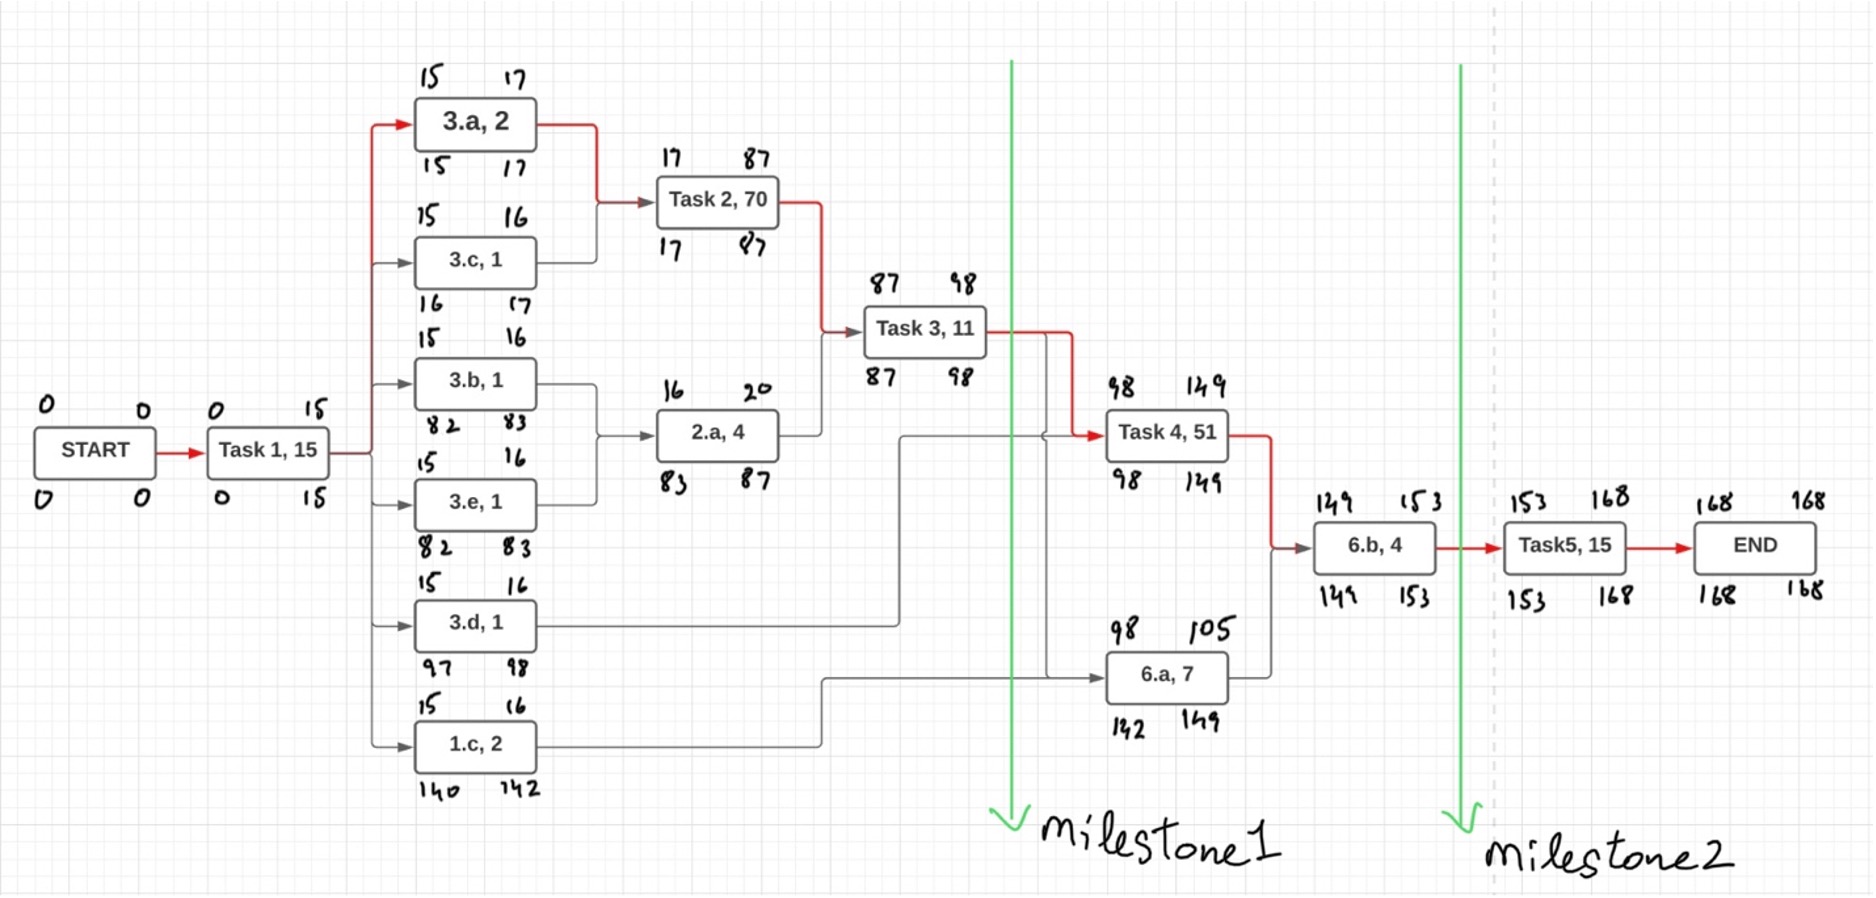 15 17
3.a, 2
15 17
17 87
Task 2, 70
17 87
15 16
3.c, 1
16 17
87 98
Task 3, 11
87 98
15 16
3.b, 1
82 83
16 20
2.a, 4
83 87
98 149
Task 4, 51
98 149
0 0
START
0 0
0 15
Task 1, 15
0 15
15 16
3.e, 1
82 83
149 153
6.b, 4
149 153
153 168
Task5, 15
153 168
168 168
END
168 168
15 16
3.d, 1
97 98
98 105
6.a, 7
142 149
15 16
1.c, 2
140 142
milestone1
milestone2